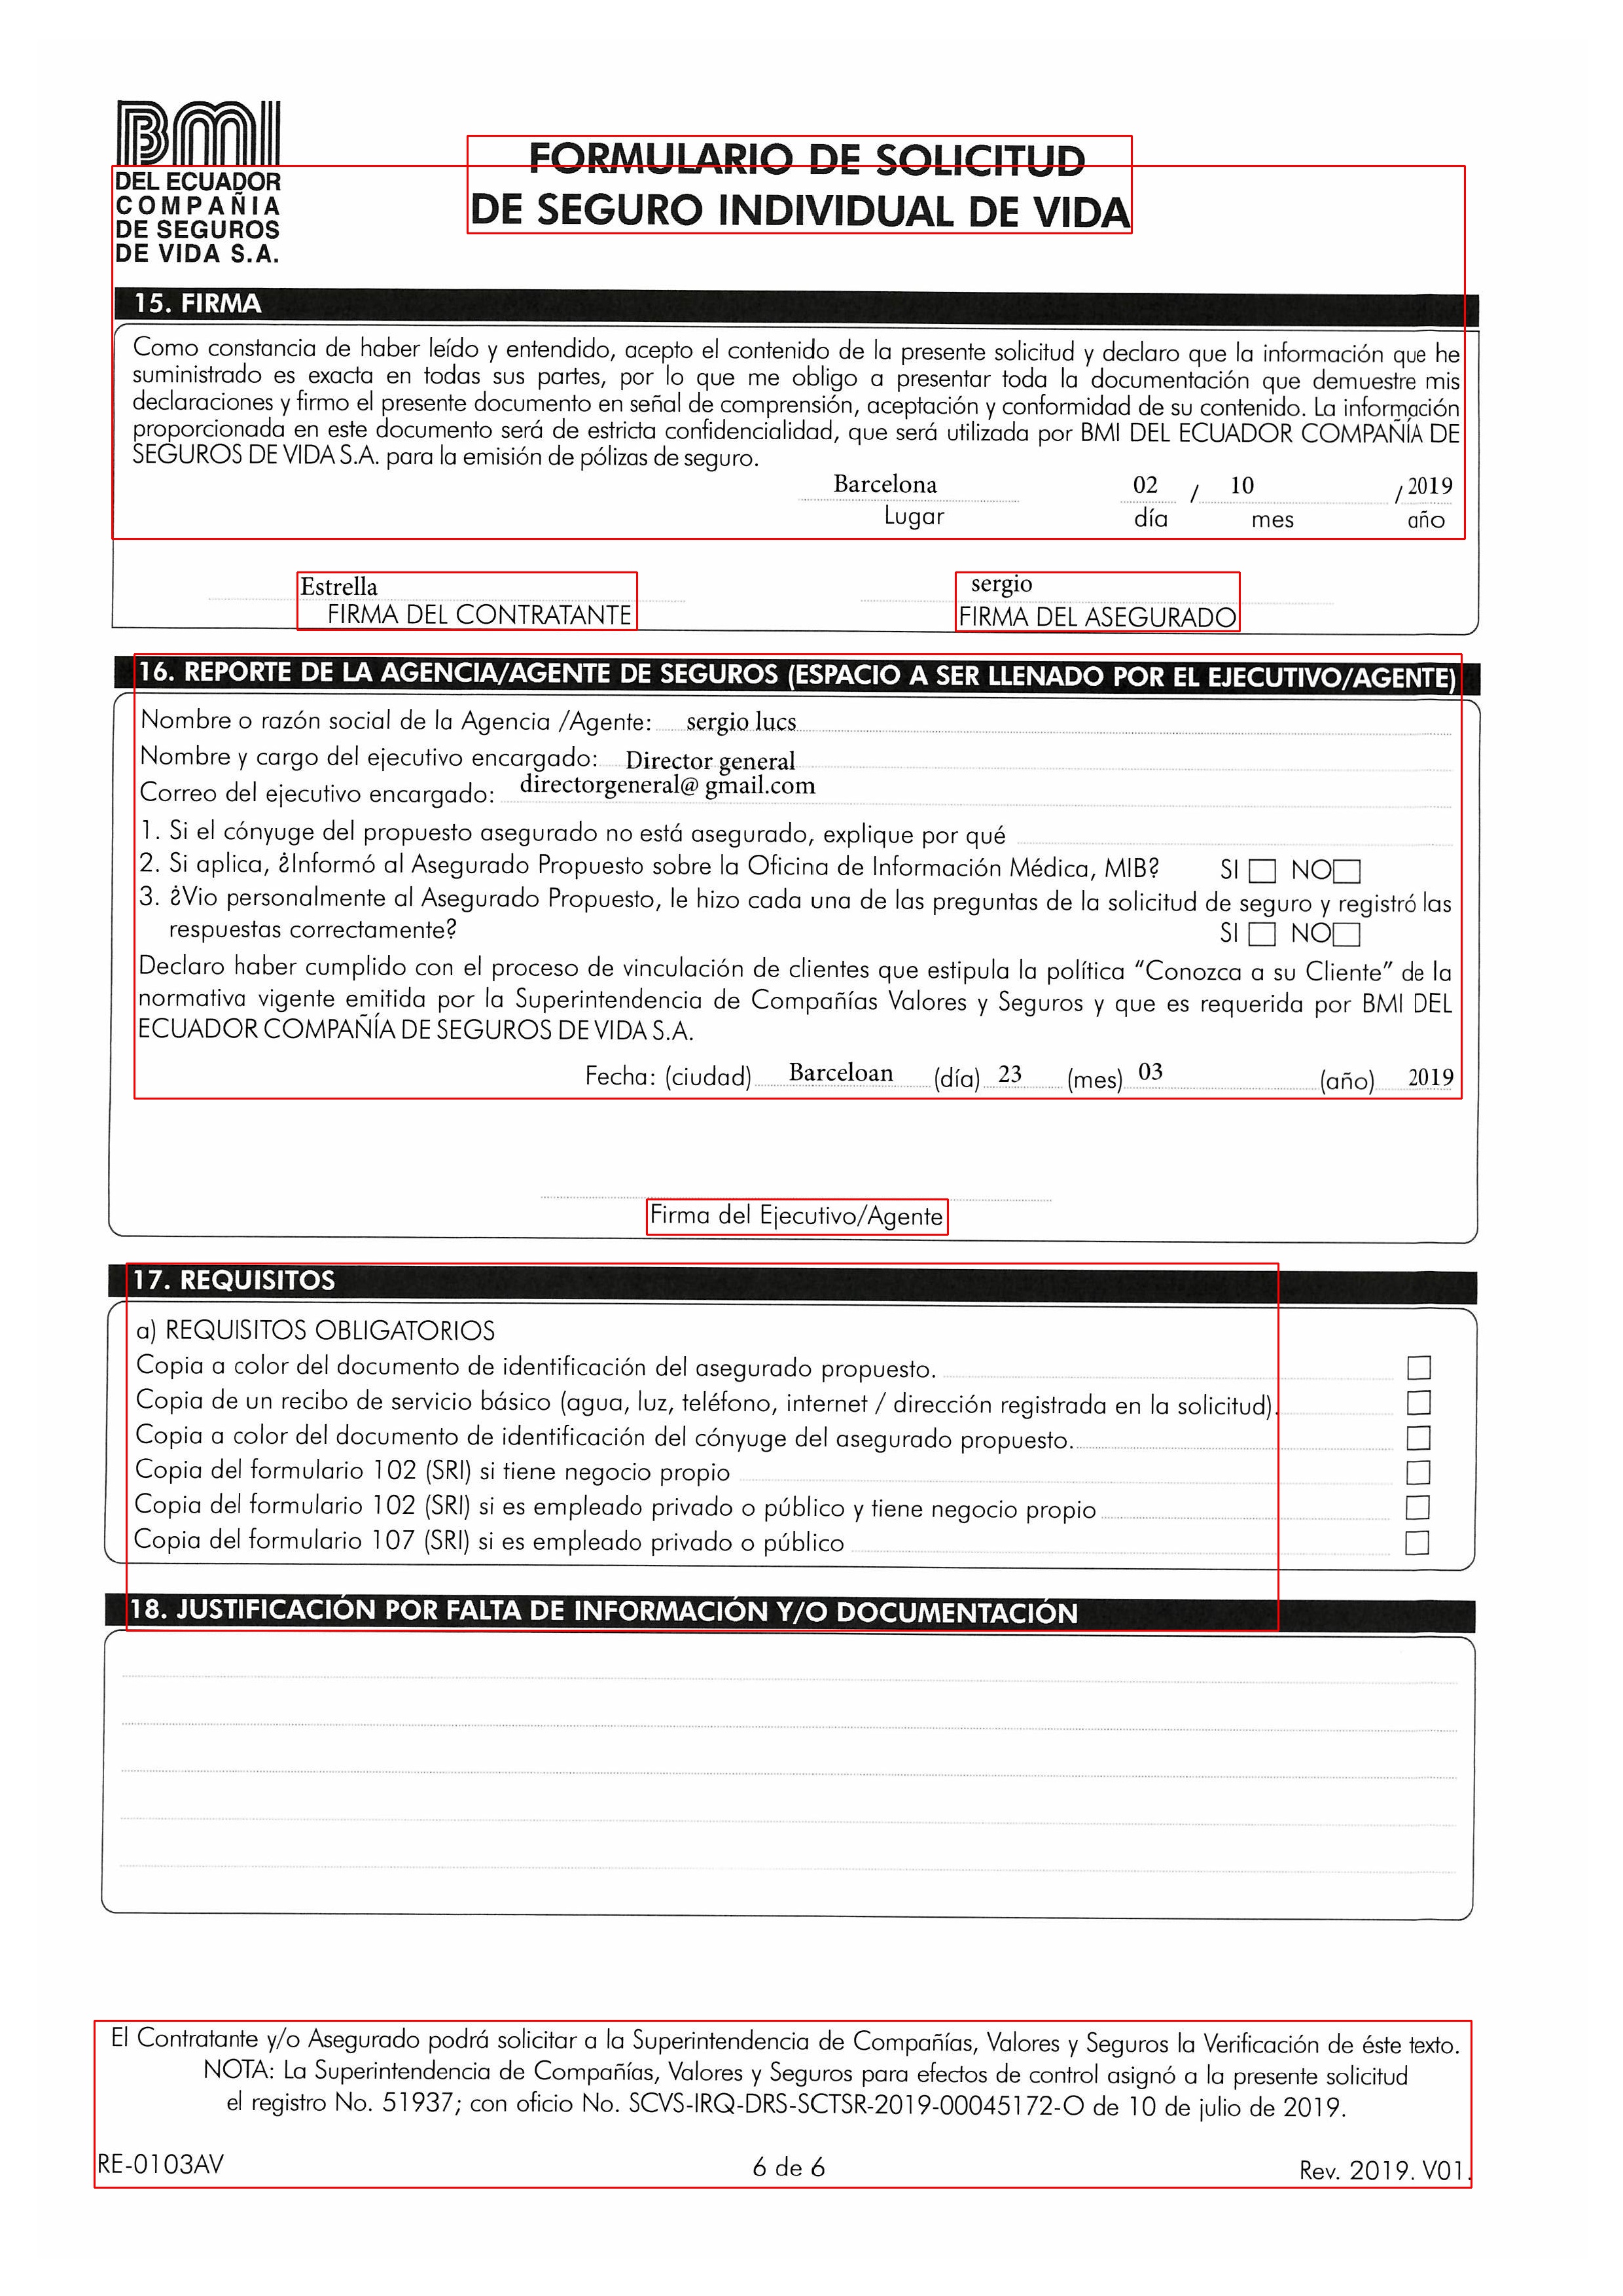 BMI
DEL ECUADOR
COMPAÑIA
DE SEGUROS
DE VIDA S.A.
FORMULARIO DE SOLICITUD
DE SEGURO INDIVIDUAL DE VIDA
15. FIRMA
Como constancia de haber leído y entendido, acepto el contenido de la presente solicitud y declaro que la información que he
suministrado es exacta en todas sus partes, por lo que me obligo a presentar toda la documentación que demuestre mis
declaraciones y firmo el presente documento en señal de comprensión, aceptación y conformidad de su contenido. La información
proporcionada en este documento será de estricta confidencialidad, que será utilizada por BMI DEL ECUADOR COMPAÑÍA DE
SEGUROS DE VIDA S.A. para la emisión de pólizas de seguro.
Barcelona 02 / 10 / 2019
Lugar día mes año
Estrella sergio
FIRMA DEL CONTRATANTE FIRMA DEL ASEGURADO
16. REPORTE DE LA AGENCIA/AGENTE DE SEGUROS (ESPACIO A SER LLENADO POR EL EJECUTIVO/AGENTE)
Nombre o razón social de la Agencia /Agente: sergio lucs
Nombre y cargo del ejecutivo encargado: Director general
Correo del ejecutivo encargado: directorgeneral@ gmail.com
1. Si el cónyuge del propuesto asegurado no está asegurado, explique por qué
2. Si aplica, ¿Informó al Asegurado Propuesto sobre la Oficina de Información Médica, MIB? SI NO
3. ¿Vio personalmente al Asegurado Propuesto, le hizo cada una de las preguntas de la solicitud de seguro y registró las
respuestas correctamente? SI NO
Declaro haber cumplido con el proceso de vinculación de clientes que estipula la política “Conozca a su Cliente” de la
normativa vigente emitida por la Superintendencia de Compañías Valores y Seguros y que es requerida por BMI DEL
ECUADOR COMPAÑÍA DE SEGUROS DE VIDA S.A.
Fecha: (ciudad) Barceloan (día) 23 (mes) 03 (año) 2019
Firma del Ejecutivo/Agente
17. REQUISITOS
a) REQUISITOS OBLIGATORIOS
Copia a color del documento de identificación del asegurado propuesto.
Copia de un recibo de servicio básico (agua, luz, teléfono, internet / dirección registrada en la solicitud).
Copia a color del documento de identificación del cónyuge del asegurado propuesto.
Copia del formulario 102 (SRI) si tiene negocio propio
Copia del formulario 102 (SRI) si es empleado privado o público y tiene negocio propio
Copia del formulario 107 (SRI) si es empleado privado o público
18. JUSTIFICACIÓN POR FALTA DE INFORMACIÓN Y/O DOCUMENTACIÓN
El Contratante y/o Asegurado podrá solicitar a la Superintendencia de Compañías, Valores y Seguros la Verificación de éste texto.
NOTA: La Superintendencia de Compañías, Valores y Seguros para efectos de control asignó a la presente solicitud
el registro No. 51937; con oficio No. SCVS-IRQ-DRS-SCTSR-2019-00045172-O de 10 de julio de 2019.
RE-0103AV 6 de 6 Rev. 2019. V01.